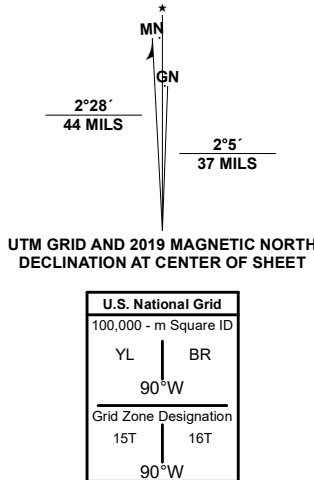 ★
MN
GN
2°28´
44 MILS
2°5´
37 MILS
UTM GRID AND 2019 MAGNETIC NORTH
DECLINATION AT CENTER OF SHEET
U.S. National Grid
100,000 - m Square ID
YL BR
90°W
Grid Zone Designation
15T 16T
90°W